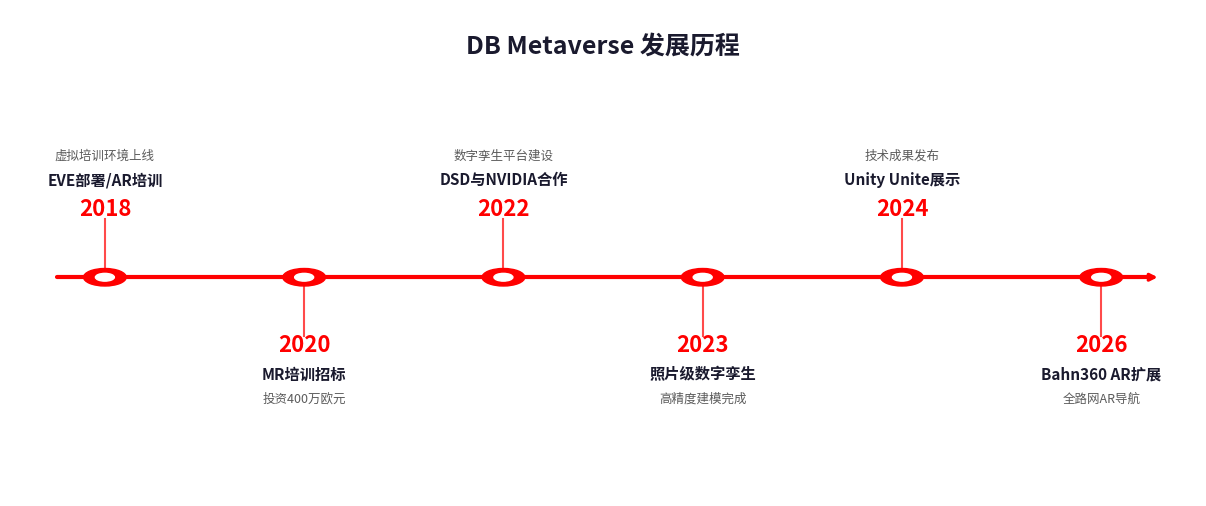 DB Metaverse 发展历程
虚拟培训环境上线
EVE部署/AR培训
2018
2020
MR培训招标
投资400万欧元
数字孪生平台建设
DSD与NVIDIA合作
2022
2023
照片级数字孪生
高精度建模完成
技术成果发布
Unity Unite展示
2024
2026
Bahn360 AR扩展
全路网AR导航